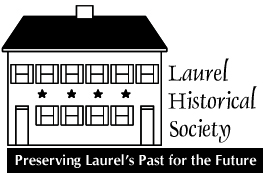 Laurel
Historical
Society
Preserving Laurel's Past for the Future